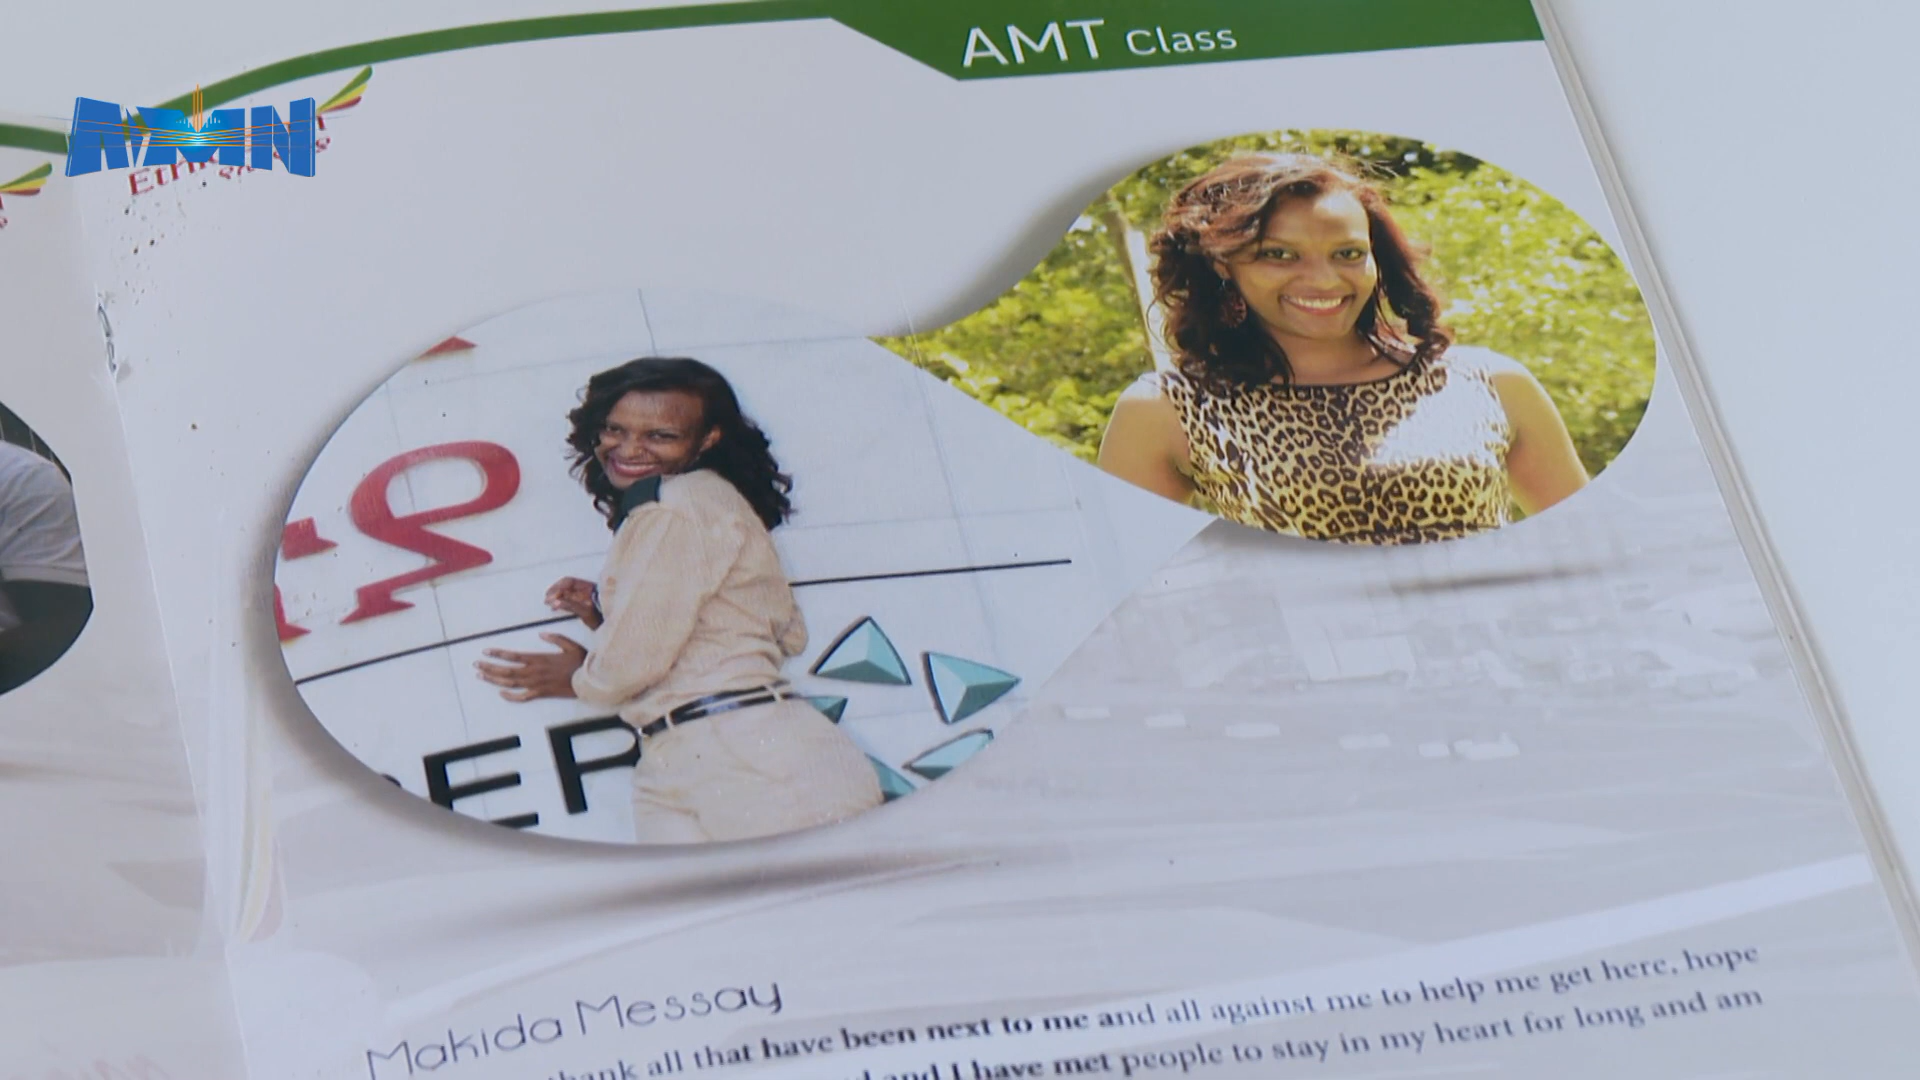 AMT Class
AMN
 EP
Makida Messay
thank all that have been next to me and all against me to help me get here, hope
and I have met people to stay in my heart for long and am